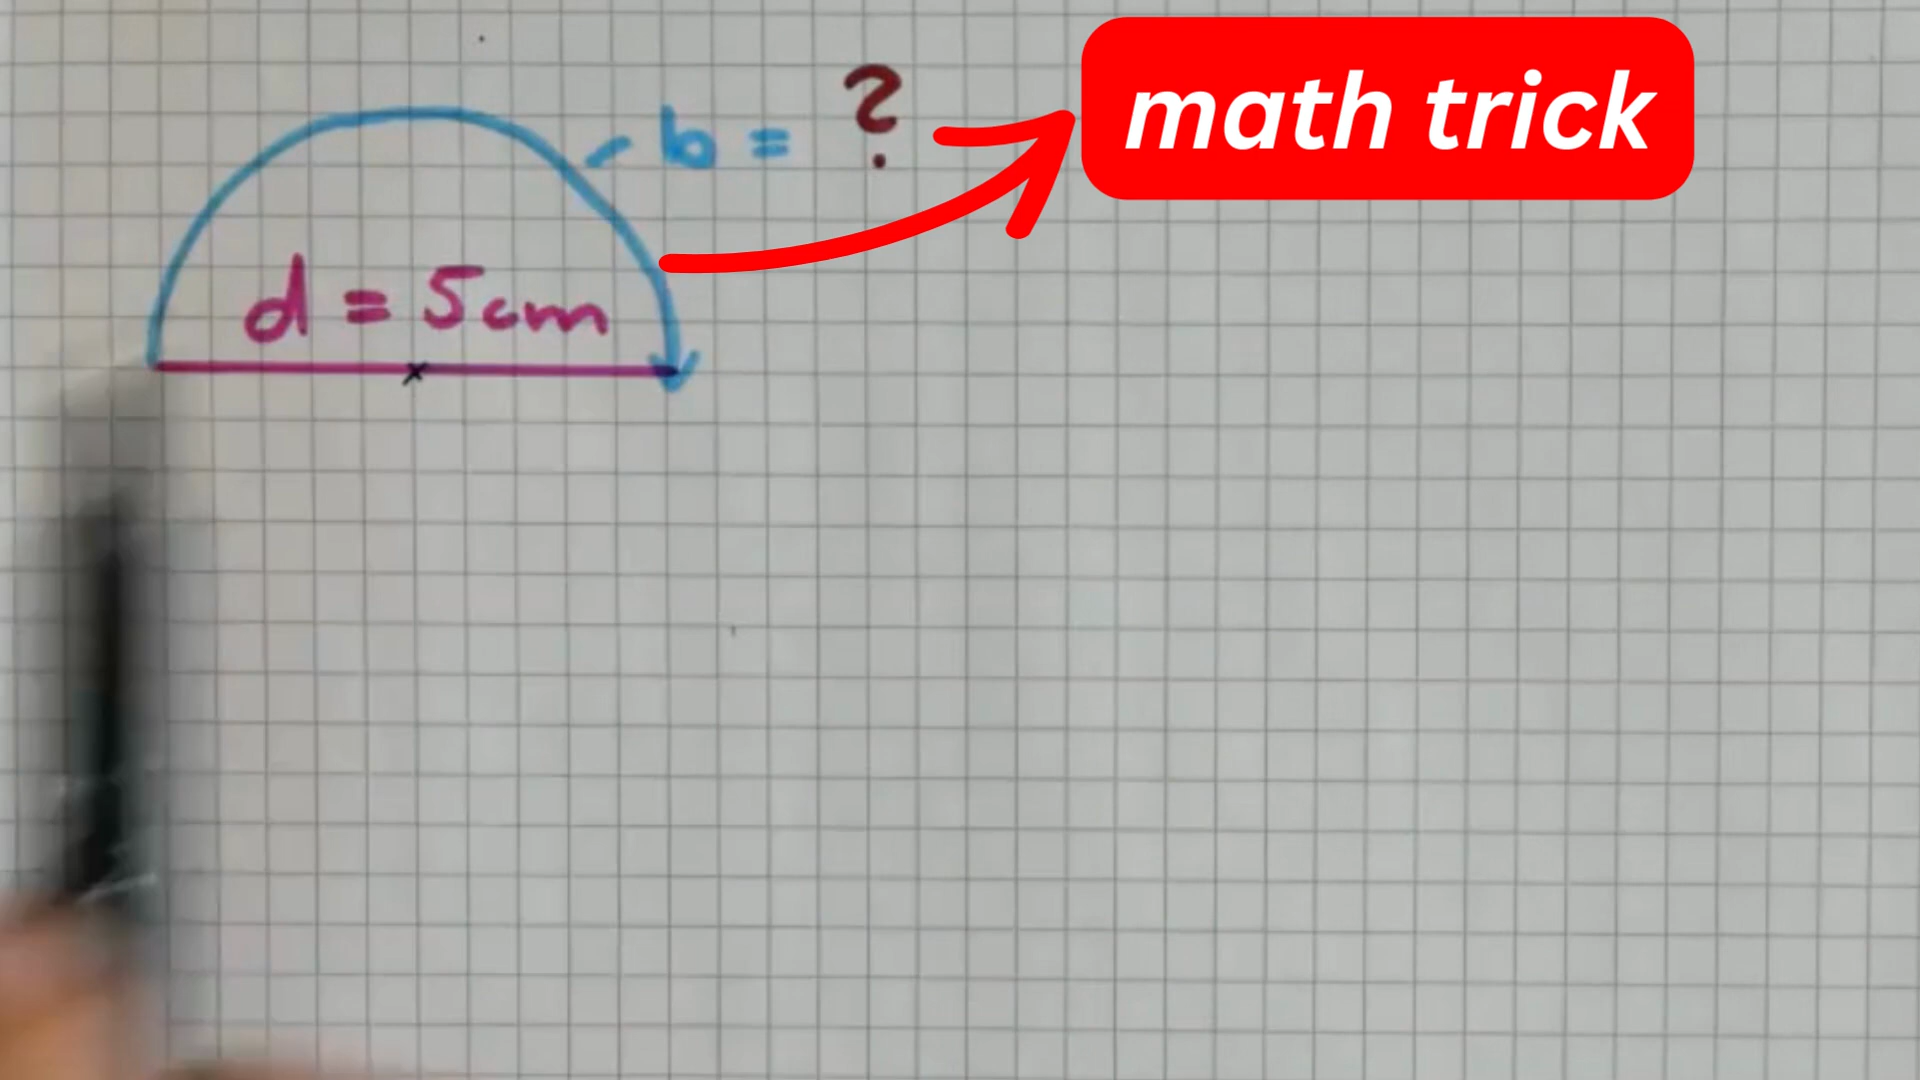 b = ?
math trick
d = 5cm